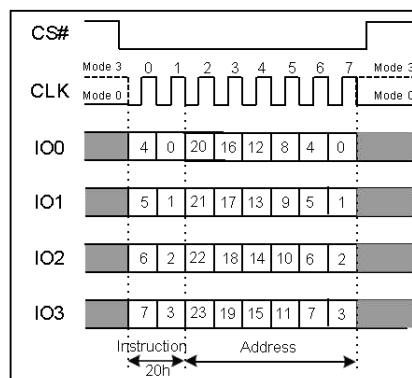 CS#
Mode 3 0 1 2 3 4 5 6 7 Mode 3
CLK
Mode 0 Mode 0
IO0 4 0 20 16 12 8 4 0
IO1 5 1 21 17 13 9 5 1
IO2 6 2 22 18 14 10 6 2
IO3 7 3 23 19 15 11 7 3
Instruction Address
20h